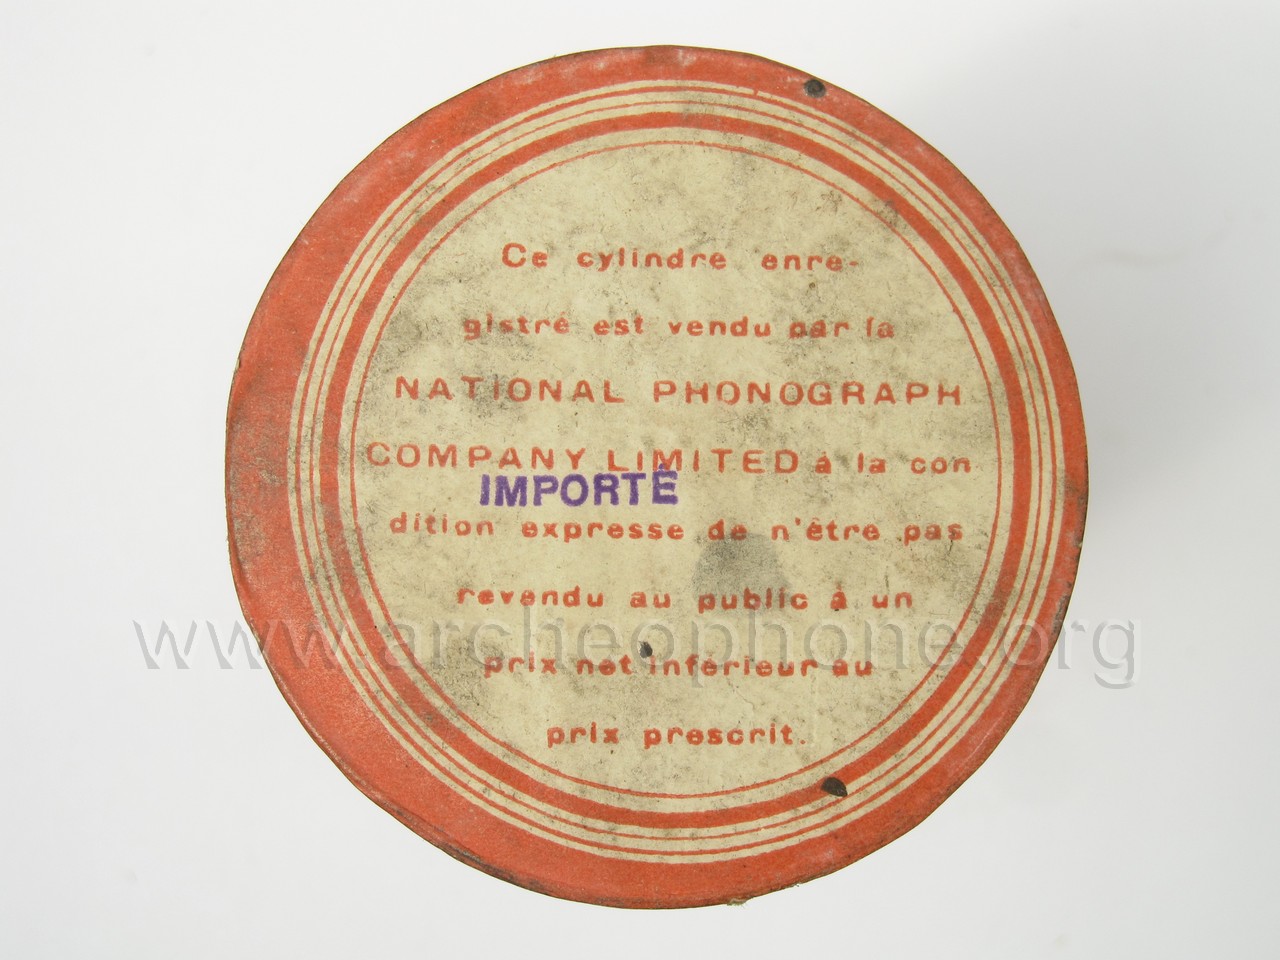 Ce cylindre enre-
gistré est vendu par la
NATIONAL PHONOGRAPH
COMPANY LIMITED à la con
IMPORTÉ
dition expresse de n'être pas
revendu au public à un
www.archeophone.org
prix net inférieur au
prix prescrit.